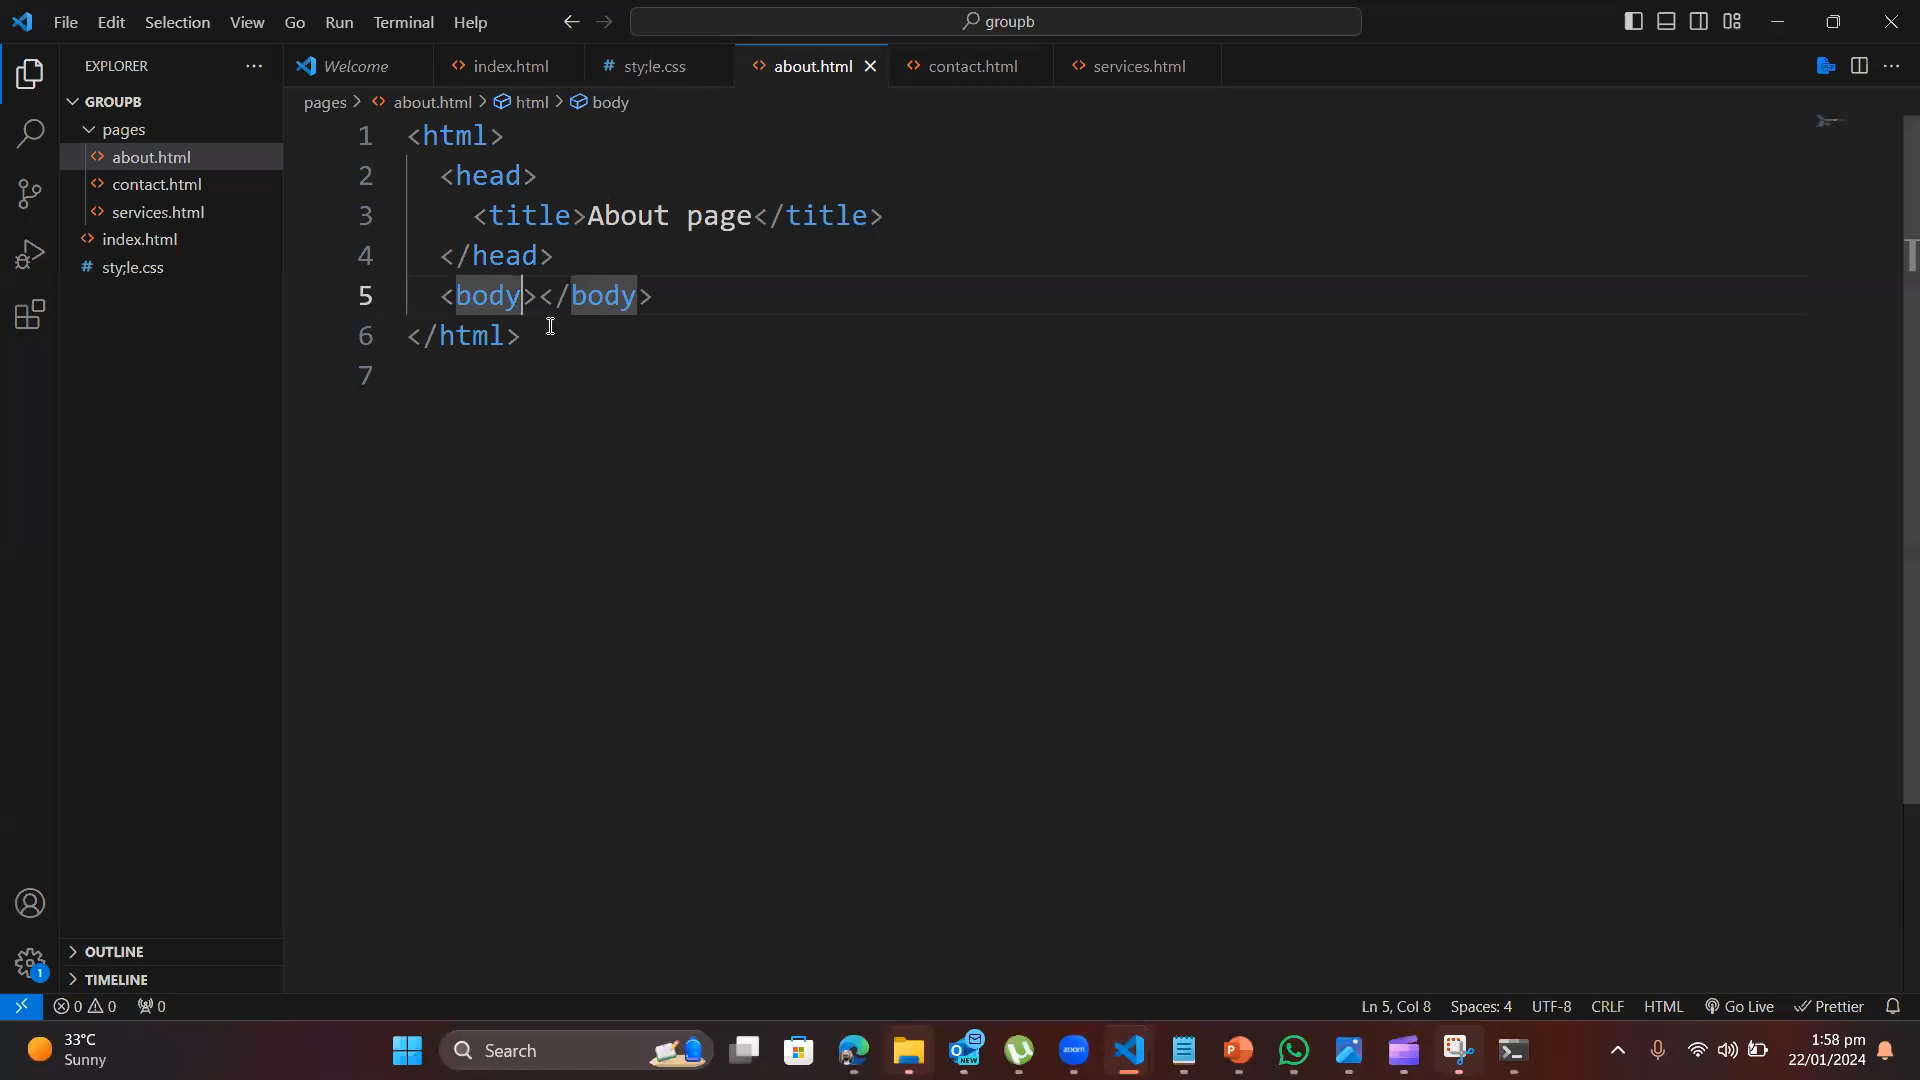 File Edit Selection View Go Run Terminal Help
groupb
EXPLORER
Welcome
index.html
sty;le.css
about.html
contact.html
services.html
GROUPB
pages
about.html
contact.html
services.html
index.html
sty;le.css
OUTLINE
TIMELINE
pages > about.html > html > body
1 <html>
2 <head>
3 <title>About page</title>
4 </head>
5 <body></body>
6 </html>
7
1
0 0 0
Ln 5, Col 8 Spaces: 4 UTF-8 CRLF HTML Go Live Prettier
33°C
Sunny
Search
NEW
zoom
1:58 pm
22/01/2024